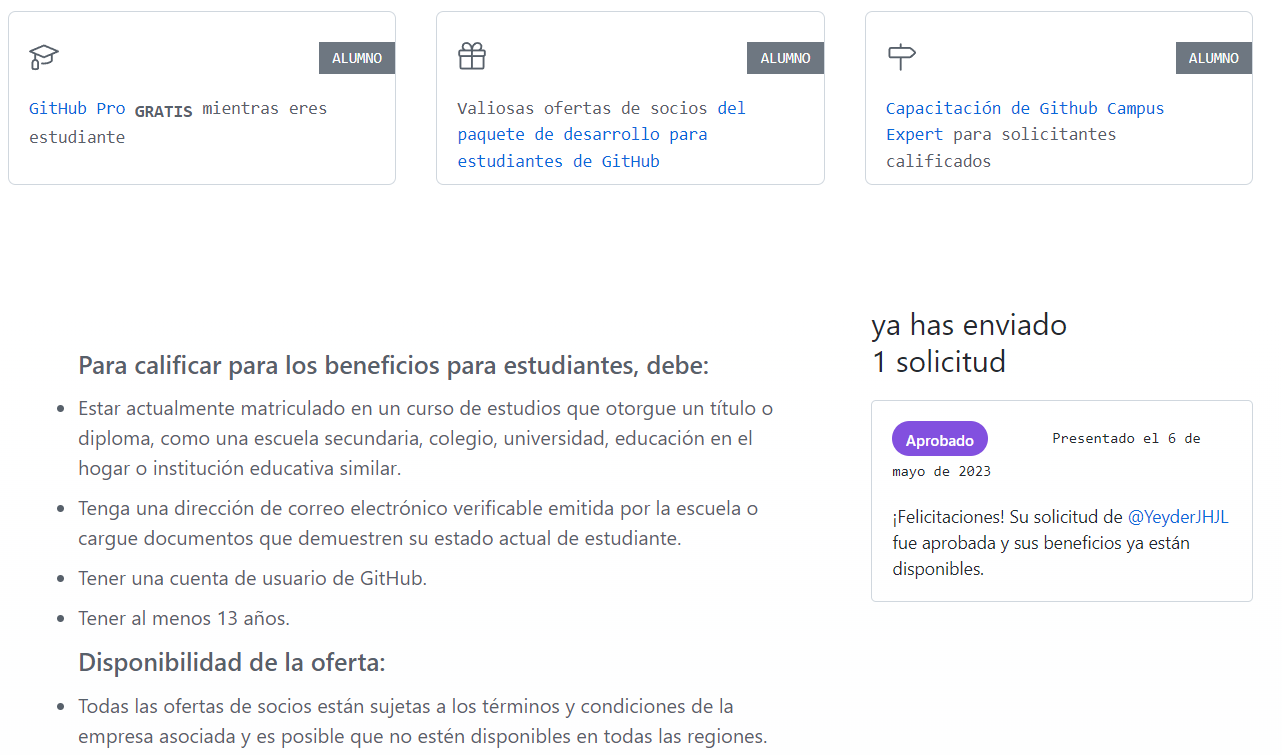 ALUMNO
GitHub Pro GRATIS mientras eres
estudiante
ALUMNO
Valiosas ofertas de socios del
paquete de desarrollo para
estudiantes de GitHub
ALUMNO
Capacitación de Github Campus
Expert para solicitantes
calificados
Para calificar para los beneficios para estudiantes, debe:
Estar actualmente matriculado en un curso de estudios que otorgue un título o
diploma, como una escuela secundaria, colegio, universidad, educación en el
hogar o institución educativa similar.
Tenga una dirección de correo electrónico verificable emitida por la escuela o
cargue documentos que demuestren su estado actual de estudiante.
Tener una cuenta de usuario de GitHub.
Tener al menos 13 años.
Disponibilidad de la oferta:
Todas las ofertas de socios están sujetas a los términos y condiciones de la
empresa asociada y es posible que no estén disponibles en todas las regiones.
ya has enviado
1 solicitud
Aprobado Presentado el 6 de
mayo de 2023
¡Felicitaciones! Su solicitud de @YeyderJHJL
fue aprobada y sus beneficios ya están
disponibles.